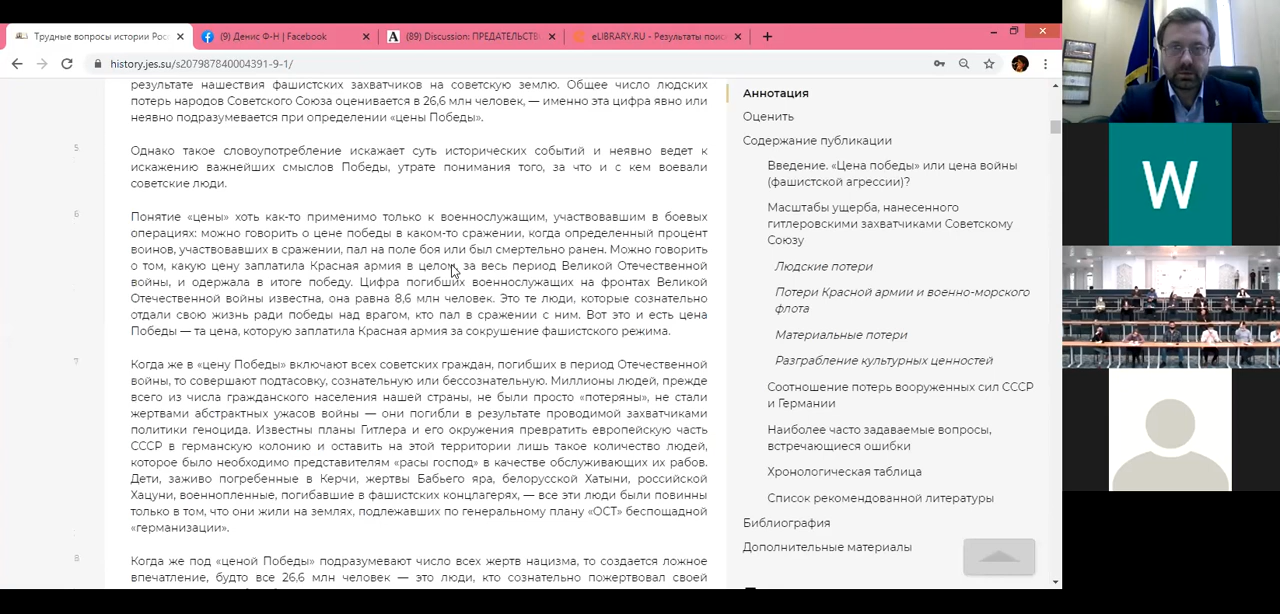 Трудные вопросы истории Рос
(9) Денис Ф-Н | Facebook
A
(89) Discussion: ПРЕДАТЕЛЬСТВ
eLIBRARY.RU - Результаты поис
history.jes.su/s207987840004391-9-1/
результате нашествия фашистских захватчиков на советскую землю. Общее число людских
потерь народов Советского Союза оценивается в 26,6 млн человек, — именно эта цифра явно или
неявно подразумевается при определении «цены Победы».
5
Однако такое словоупотребление искажает суть исторических событий и неявно ведет к
искажению важнейших смыслов Победы, утрате понимания того, за что и с кем воевали
советские люди.
6
Понятие «цены» хоть как-то применимо только к военнослужащим, участвовавшим в боевых
операциях: можно говорить о цене победы в каком-то сражении, когда определенный процент
воинов, участвовавших в сражении, пал на поле боя или был смертельно ранен. Можно говорить
о том, какую цену заплатила Красная армия в целом, за весь период Великой Отечественной
войны, и одержала в итоге победу. Цифра погибших военнослужащих на фронтах Великой
Отечественной войны известна, она равна 8,6 млн человек. Это те люди, которые сознательно
отдали свою жизнь ради победы над врагом, кто пал в сражении с ним. Вот это и есть цена
Победы — та цена, которую заплатила Красная армия за сокрушение фашистского режима.
7
Когда же в «цену Победы» включают всех советских граждан, погибших в период Отечественной
войны, то совершают подтасовку, сознательную или бессознательную. Миллионы людей, прежде
всего из числа гражданского населения нашей страны, не были просто «потеряны», не стали
жертвами абстрактных ужасов войны — они погибли в результате проводимой захватчиками
политики геноцида. Известны планы Гитлера и его окружения превратить европейскую часть
СССР в германскую колонию и оставить на этой территории лишь такое количество людей,
которое было необходимо представителям «расы господ» в качестве обслуживающих их рабов.
Дети, заживо погребенные в Керчи, жертвы Бабьего яра, белорусской Хатыни, российской
Хацуни, военнопленные, погибавшие в фашистских концлагерях, — все эти люди были повинны
только в том, что они жили на землях, подлежавших по генеральному плану «ОСТ» беспощадной
«германизации».
8
Когда же под «ценой Победы» подразумевают число всех жертв нацизма, то создается ложное
впечатление, будто все 26,6 млн человек — это люди, кто сознательно пожертвовал своей
Аннотация
Оценить
Содержание публикации
Введение. «Цена победы» или цена войны
(фашистской агрессии)?
Масштабы ущерба, нанесенного
гитлеровскими захватчиками Советскому
Союзу
Людские потери
Потери Красной армии и военно-морского
флота
Материальные потери
Разграбление культурных ценностей
Соотношение потерь вооруженных сил СССР
и Германии
Наиболее часто задаваемые вопросы,
встречающиеся ошибки
Хронологическая таблица
Список рекомендованной литературы
Библиография
Дополнительные материалы
W